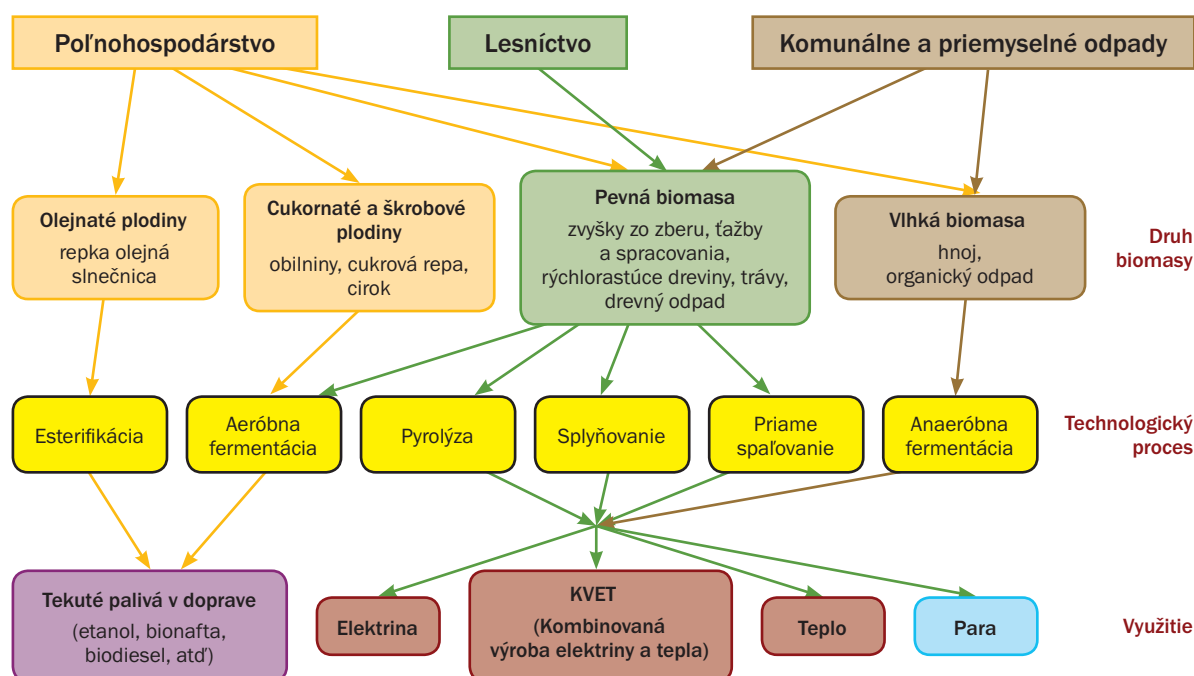 Poľnohospodárstvo
Lesníctvo
Komunálne a priemyselné odpady
Olejnaté plodiny
repka olejná
slnečnica
Cukornaté a škrobové
plodiny
obilniny, cukrová repa,
cirok
Pevná biomasa
zvyšky zo zberu, ťažby
a spracovania,
rýchlorastúce dreviny, trávy,
drevný odpad
Vlhká biomasa
hnoj,
organický odpad
Druh
biomasy
Esterifikácia
Aeróbna
fermentácia
Pyrolýza
Splyňovanie
Priame
spaľovanie
Anaeróbna
fermentácia
Technologický
proces
Tekuté palivá v doprave
(etanol, bionafta,
biodiesel, atď)
Elektrina
KVET
(Kombinovaná
výroba elektriny a tepla)
Teplo
Para
Využitie